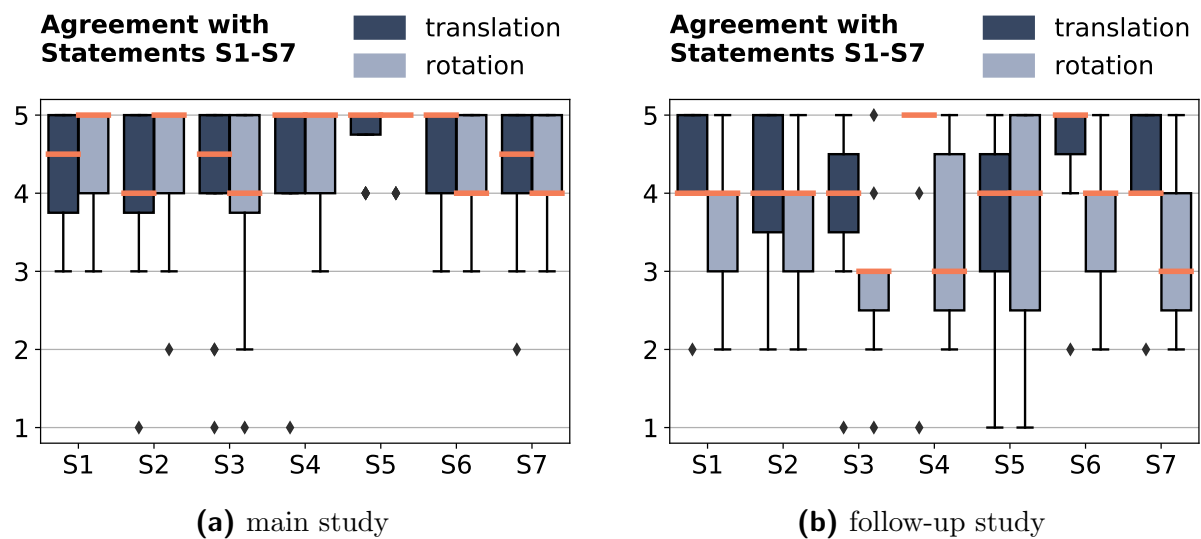 Agreement with
Statements S1-S7
translation
rotation
5
4
3
2
1
S1 S2 S3 S4 S5 S6 S7
(a) main study
Agreement with
Statements S1-S7
translation
rotation
5
4
3
2
1
S1 S2 S3 S4 S5 S6 S7
(b) follow-up study